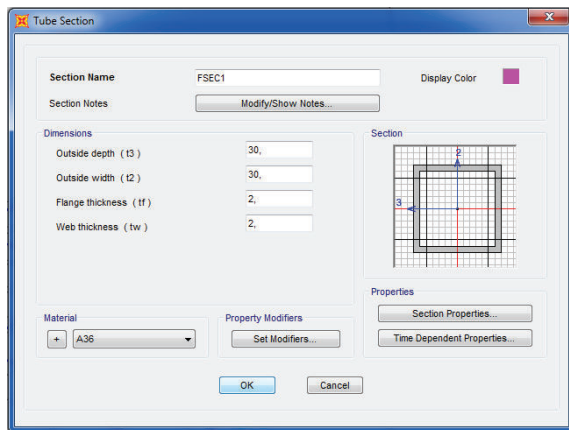 Tube Section
Section Name
FSEC1
Display Color
Section Notes
Modify/Show Notes...
Dimensions
Outside depth ( t3 )
30,
Outside width ( t2 )
30,
Flange thickness ( tf )
2,
Web thickness ( tw )
2,
Section
2
3
Material
+
A36
Property Modifiers
Set Modifiers...
Properties
Section Properties...
Time Dependent Properties...
OK
Cancel